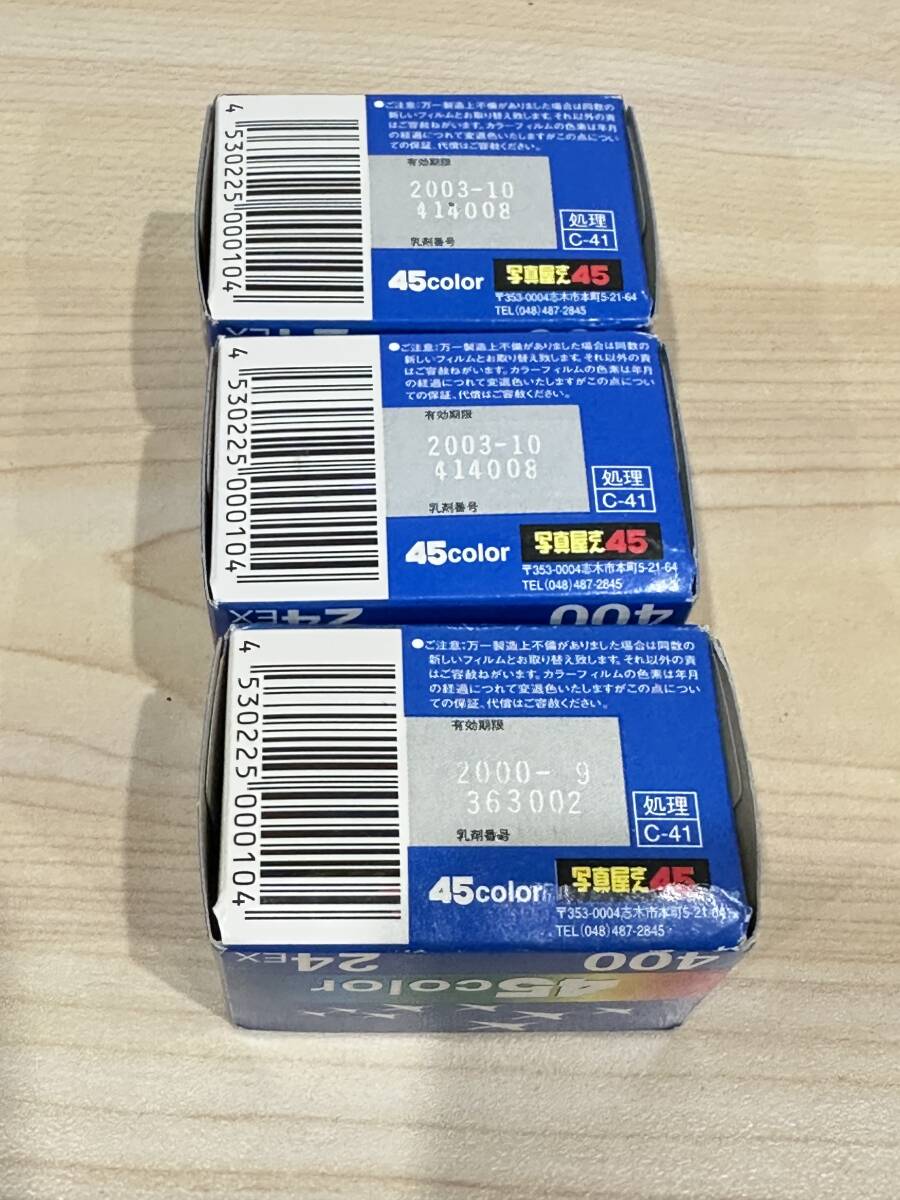 4 530225 000104
●ご注意:万一製造上不備がありました場合は同数の
新しいフィルムとお取り替え致します。それ以外の責
はご容赦ねがいます。カラーフィルムの色素は年月
の経過につれて変退色いたしますがこの点につい
ての保証、代償はご容赦ください。
有効期限
2003-10
414008
乳剤番号
処理
C-41
45color
写真屋さん45
〒353-0004志木市本町5-21-64
TEL(048)487-2845
4 530225 000104
●ご注意:万一製造上不備がありました場合は同数の
新しいフィルムとお取り替え致します。それ以外の責
はご容赦ねがいます。カラーフィルムの色素は年月
の経過につれて変退色いたしますがこの点につい
ての保証、代償はご容赦ください。
有効期限
2003-10
414008
乳剤番号
処理
C-41
45color
写真屋さん45
〒353-0004志木市本町5-21-64
TEL(048)487-2845
400
24EX
4 530225 000104
●ご注意:万一製造上不備がありました場合は同数の
新しいフィルムとお取り替え致します。それ以外の責
はご容赦ねがいます。カラーフィルムの色素は年月
の経過につれて変退色いたしますがこの点につい
ての保証、代償はご容赦ください。
有効期限
2000- 9
363002
乳剤番号
処理
C-41
45color
写真屋さん45
〒353-0004志木市本町5-21-64
TEL(048)487-2845
400
24EX
45color